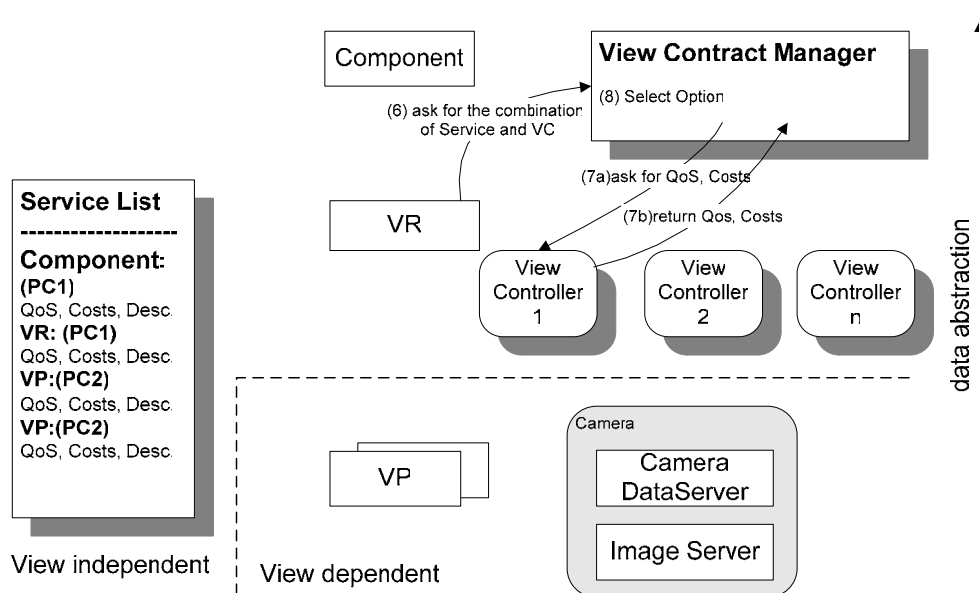 Component
View Contract Manager
(8) Select Option
(6) ask for the combination
of Service and VC
(7a)ask for QoS, Costs
(7b)return Qos, Costs
VR
View
Controller
1
View
Controller
2
View
Controller
n
Service List
-------------------
Component:
(PC1)
QoS, Costs, Desc.
VR: (PC1)
QoS, Costs, Desc.
VP:(PC2)
QoS, Costs, Desc.
VP:(PC2)
QoS, Costs, Desc.
View independent
data abstraction
VP
Camera
Camera
DataServer
Image Server
View dependent